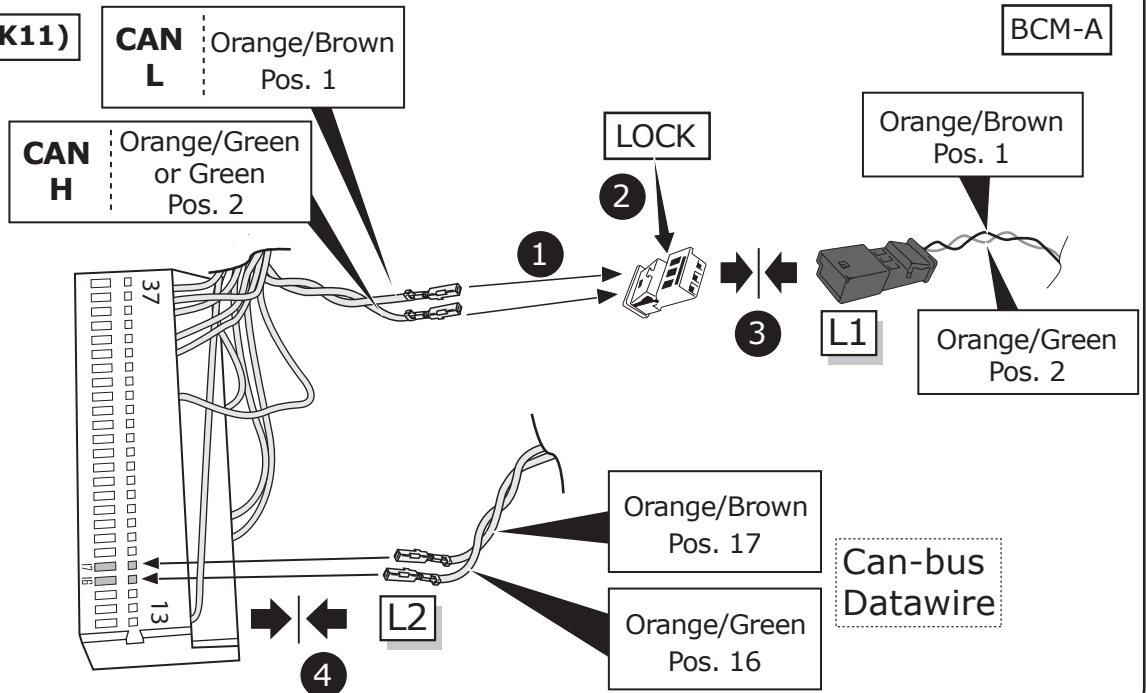 K11)
CAN
L
Orange/Brown
Pos. 1
BCM-A
CAN
H
Orange/Green
or Green
Pos. 2
LOCK
Orange/Brown
Pos. 1
2
1
3
L1
Orange/Green
Pos. 2
37
17
16
13
Orange/Brown
Pos. 17
Can-bus
Datawire
L2
Orange/Green
Pos. 16
4